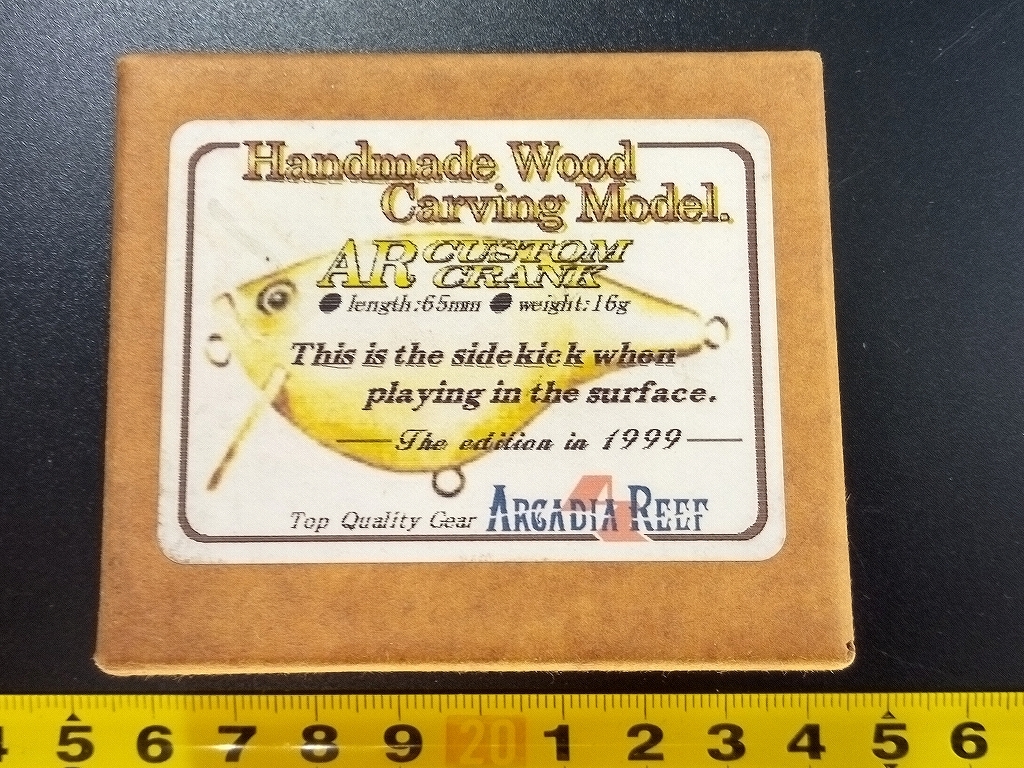 Handmade Wood
Carving Model.
AR CUSTOM
CRANK
● length:65mm ● weight:16g
This is the sidekick when
playing in the surface.
The edition in 1999
Top Quality Gear ARCADIA REEF
4
5 6 7 8 9 20 1 2 3 4 5 6